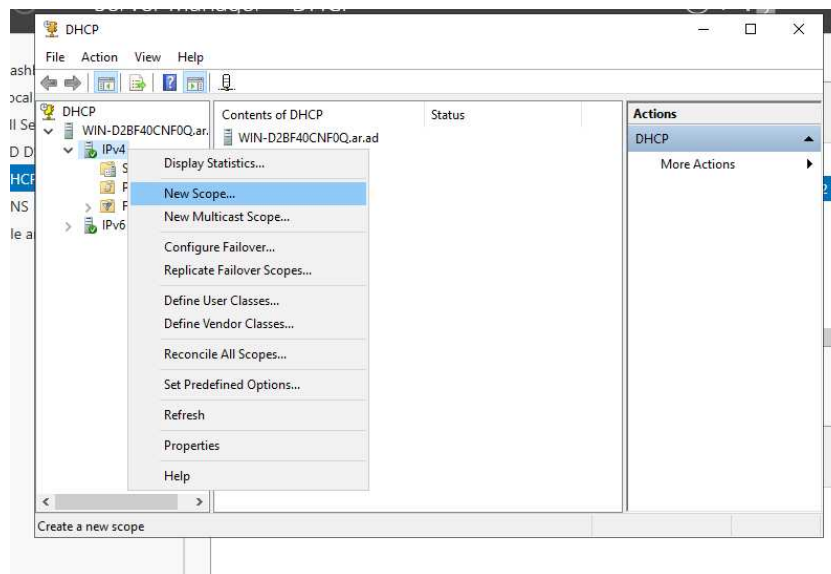 DHCP
File Action View Help
DHCP
WIN-D2BF40CNF0Q.ar.
IPv4
IPv6
Contents of DHCP
Status
WIN-D2BF40CNF0Q.ar.ad
Actions
DHCP
More Actions
Display Statistics...
New Scope...
New Multicast Scope...
Configure Failover...
Replicate Failover Scopes...
Define User Classes...
Define Vendor Classes...
Reconcile All Scopes...
Set Predefined Options...
Refresh
Properties
Help
Create a new scope